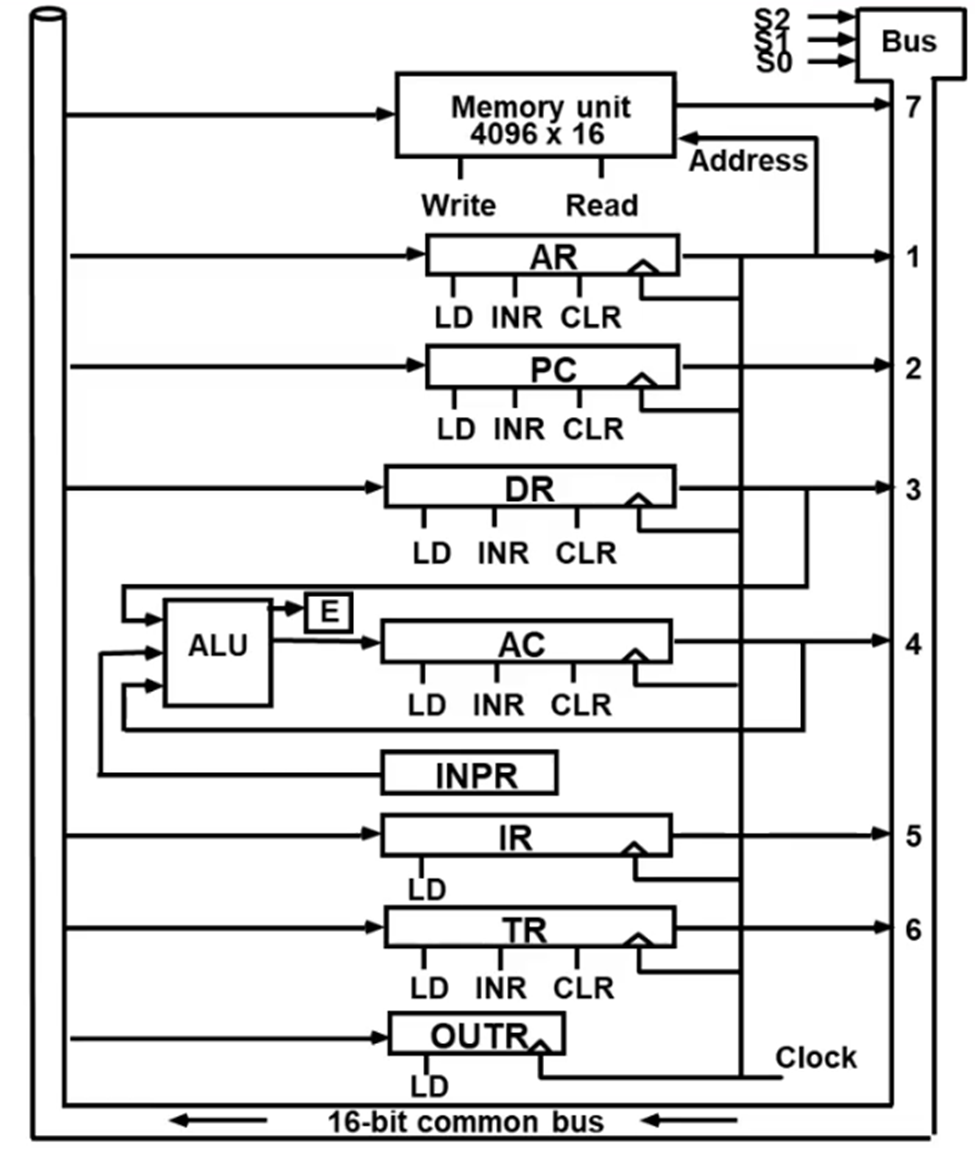 S2
S1
S0
Bus
Memory unit
4096 x 16
7
Address
Write Read
AR
1
LD INR CLR
PC
2
LD INR CLR
DR
3
LD INR CLR
E
ALU
AC
4
LD INR CLR
INPR
IR
5
LD
TR
6
LD INR CLR
OUTR
Clock
LD
16-bit common bus